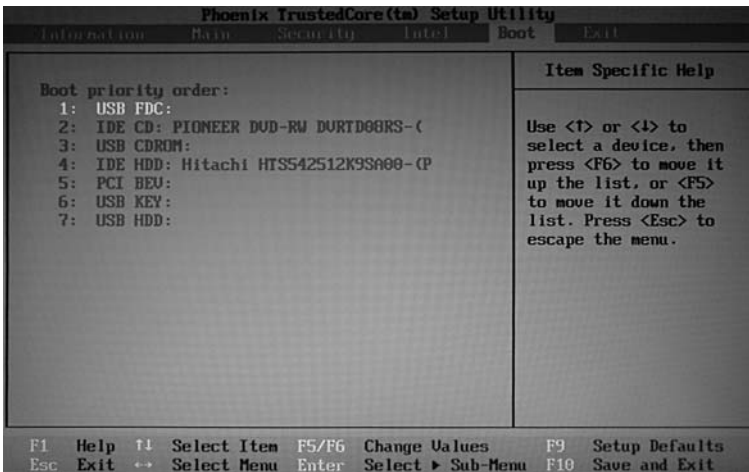 Phoenix TrustedCore(tm) Setup Utility
Information Main Security Intel Boot Exit
Boot priority order:
1: USB FDC:
2: IDE CD: PIONEER DVD-RW DVRTD08RS-(
3: USB CDROM:
4: IDE HDD: Hitachi HTS542512K9SA00-(P
5: PCI BEV:
6: USB KEY:
7: USB HDD:
Item Specific Help
Use <↑> or <↓> to
select a device, then
press <F6> to move it
up the list, or <F5>
to move it down the
list. Press <Esc> to
escape the menu.
F1 Help ↑↓ Select Item F5/F6 Change Values F9 Setup Defaults
Esc Exit ↔ Select Menu Enter Select ▸ Sub-Menu F10 Save and Exit